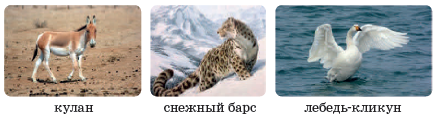 кулан
снежный барс
лебедь-кликун